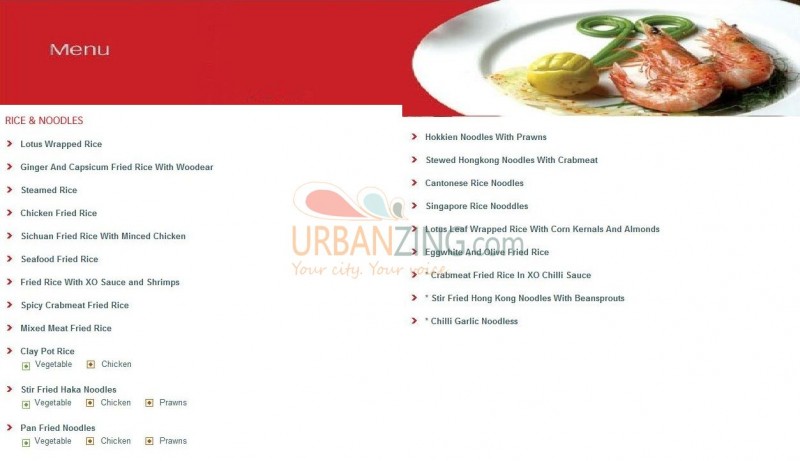 Menu
RICE & NOODLES
Lotus Wrapped Rice
Ginger And Capsicum Fried Rice With Woodear
Steamed Rice
Chicken Fried Rice
Sichuan Fried Rice With Minced Chicken
Seafood Fried Rice
Fried Rice With XO Sauce and Shrimps
Spicy Crabmeat Fried Rice
Mixed Meat Fried Rice
Clay Pot Rice
Vegetable Chicken
Stir Fried Haka Noodles
Vegetable Chicken Prawns
Pan Fried Noodles
Vegetable Chicken Prawns
Hokkien Noodles With Prawns
Stewed Hongkong Noodles With Crabmeat
Cantonese Rice Noodles
Singapore Rice Nooddles
Lotus Leaf Wrapped Rice With Corn Kernals And Almonds
Eggwhite And Olive Fried Rice
* Crabmeat Fried Rice In XO Chilli Sauce
* Stir Fried Hong Kong Noodles With Beansprouts
* Chilli Garlic Noodless
URBANZING.com
Your city. Your voice.